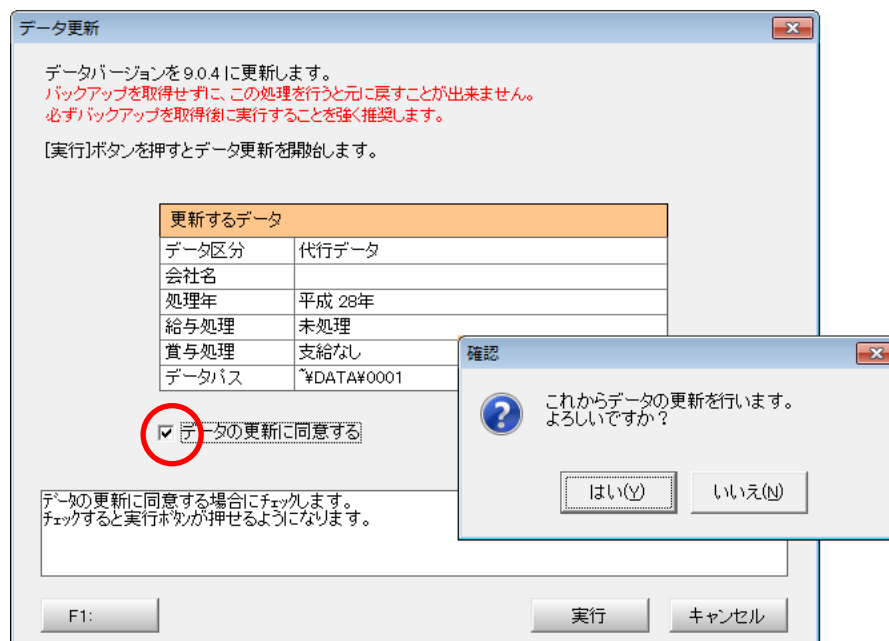 データ更新
データバージョンを9.0.4に更新します。
バックアップを取得せずに、この処理を行うと元に戻すことが出来ません。
必ずバックアップを取得後に実行することを強く推奨します。
[実行]ボタンを押すとデータ更新を開始します。
更新するデータ
データ区分 代行データ
会社名
処理年 平成 28年
給与処理 未処理
賞与処理 支給なし
データパス ~¥DATA¥0001
データの更新に同意する
データの更新に同意する場合にチェックします。
チェックすると実行ボタンが押せるようになります。
F1:
実行
キャンセル
確認
これからデータの更新を行います。
よろしいですか?
はい(Y)
いいえ(N)